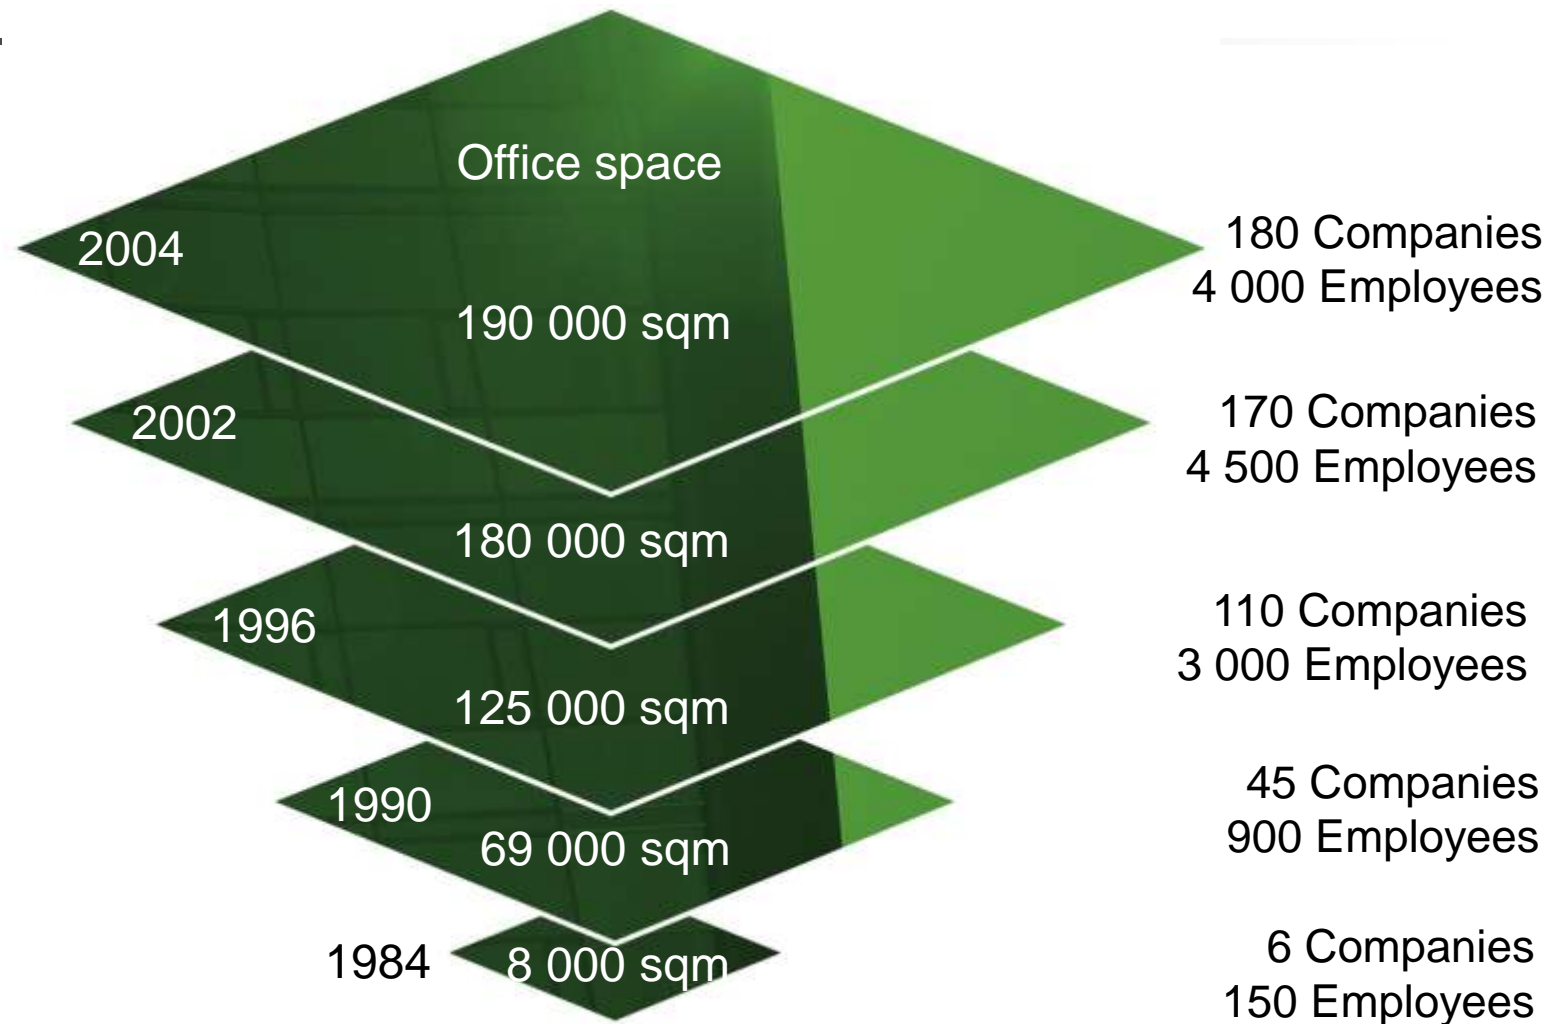 Office space
2004
190 000 sqm
180 Companies
4 000 Employees
2002
180 000 sqm
170 Companies
4 500 Employees
1996
125 000 sqm
110 Companies
3 000 Employees
1990
69 000 sqm
45 Companies
900 Employees
1984
8 000 sqm
6 Companies
150 Employees